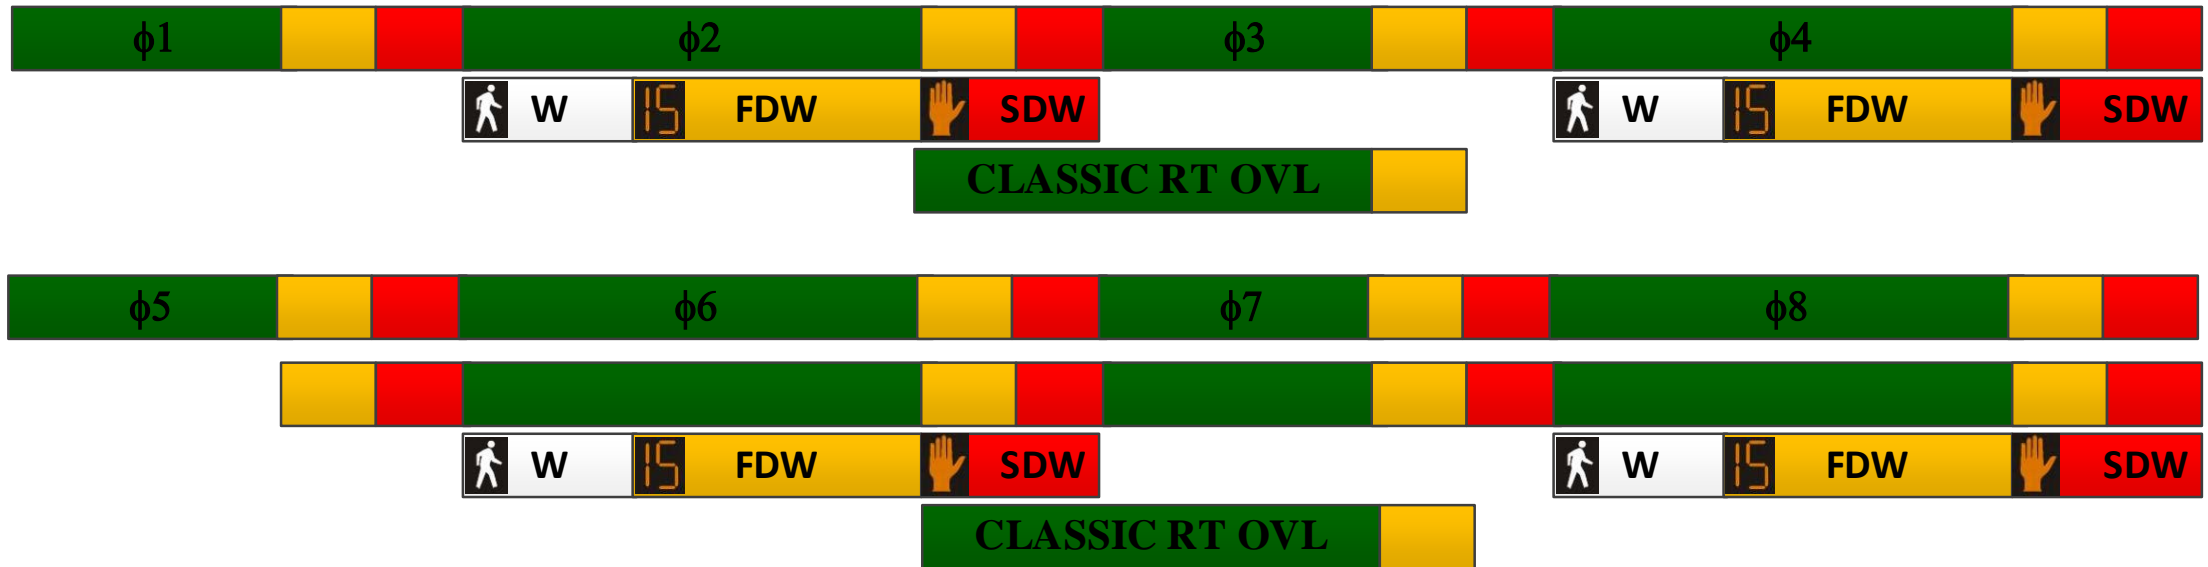 ϕ1 ϕ2 ϕ3 ϕ4
W 15 FDW SDW W 15 FDW SDW
CLASSIC RT OVL
ϕ5 ϕ6 ϕ7 ϕ8
W 15 FDW SDW W 15 FDW SDW
CLASSIC RT OVL